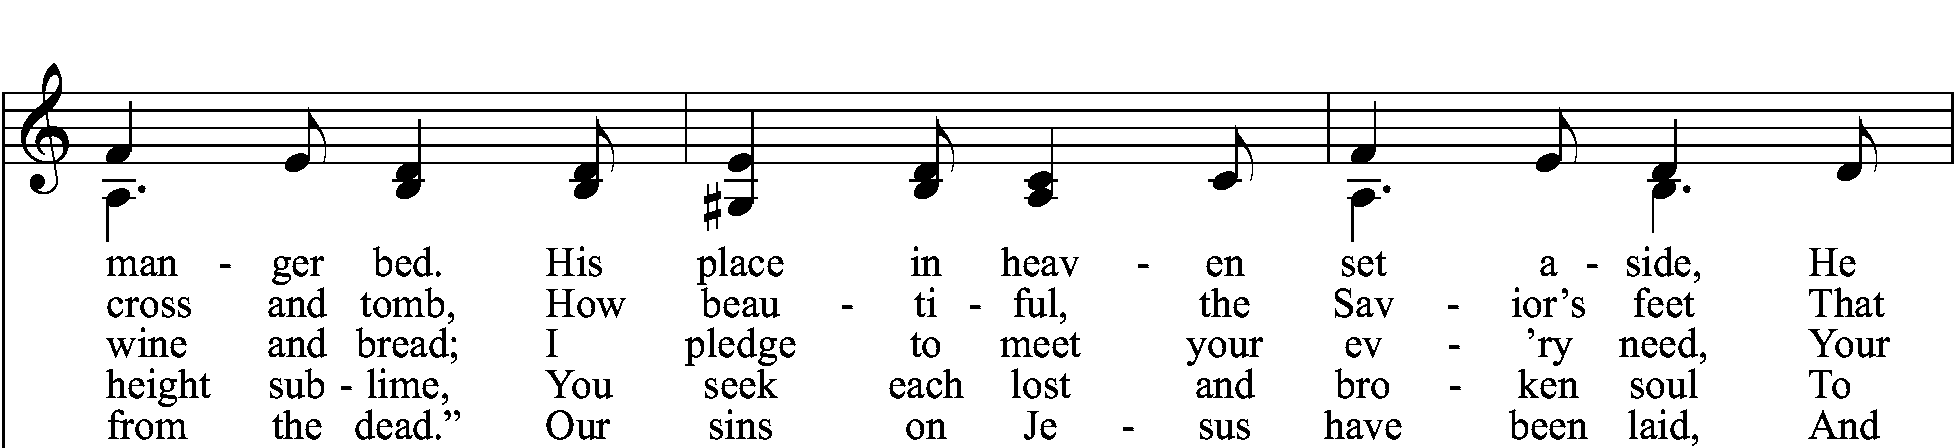 man - ger bed. His place in heav - en set a - side, He
cross and tomb, How beau - ti - ful, the Sav - ior’s feet That
wine and bread; I pledge to meet your ev - ’ry need, Your
height sub - lime, You seek each lost and bro - ken soul To
from the dead.” Our sins on Je - sus have been laid, And